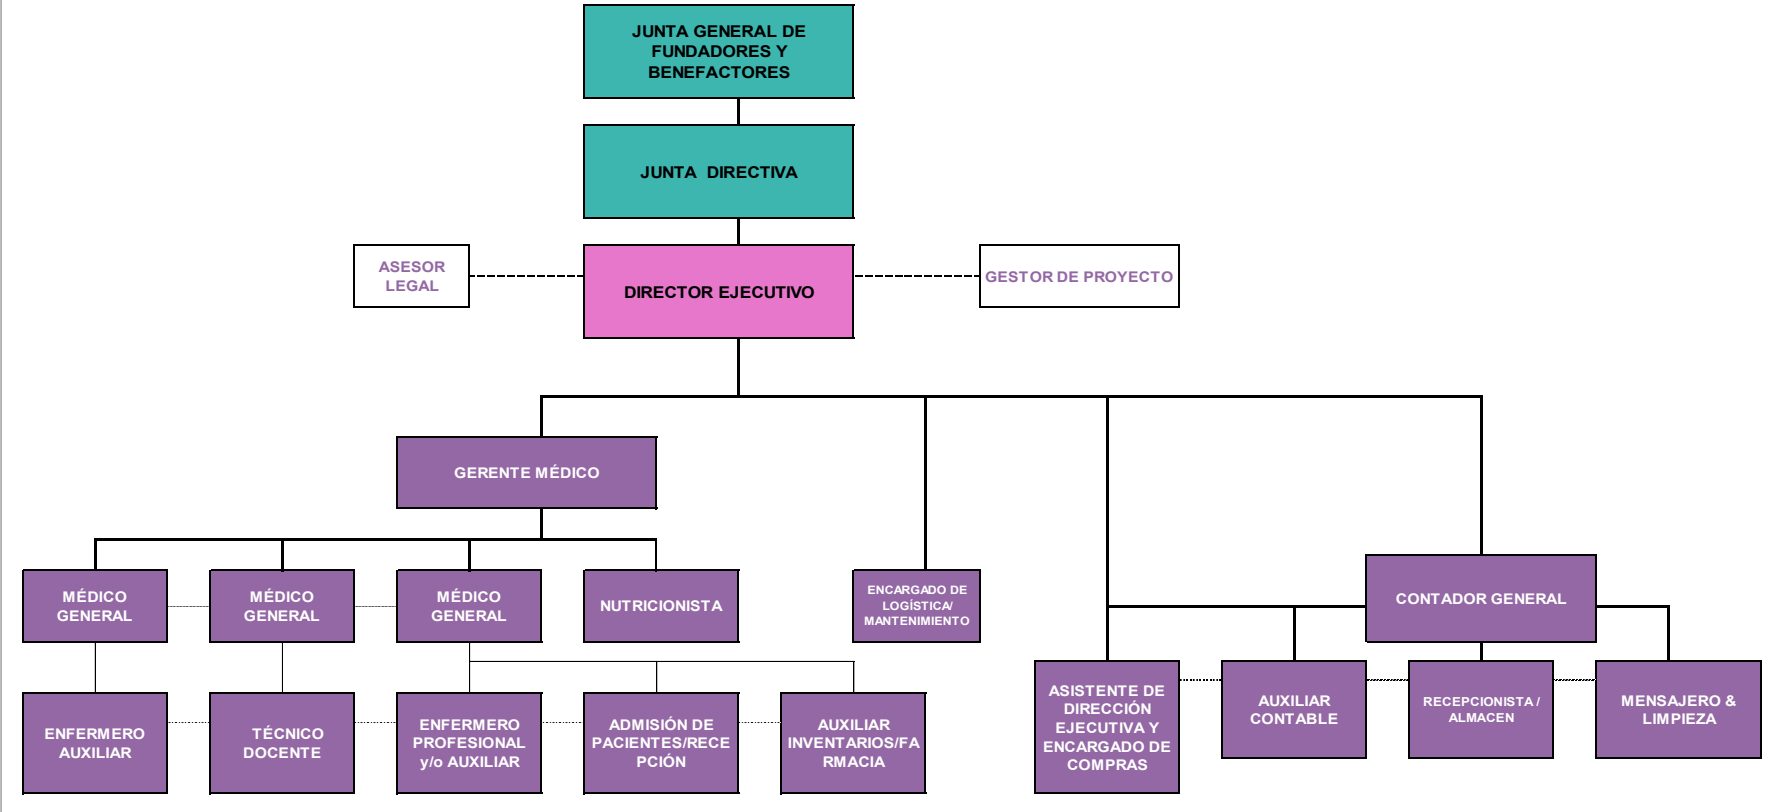 JUNTA GENERAL DE
FUNDADORES Y
BENEFACTORES
JUNTA DIRECTIVA
ASESOR
LEGAL
DIRECTOR EJECUTIVO
GESTOR DE PROYECTO
GERENTE MÉDICO
MÉDICO
GENERAL
MÉDICO
GENERAL
MÉDICO
GENERAL
NUTRICIONISTA
ENCARGADO DE
LOGÍSTICA/
MANTENIMIENTO
CONTADOR GENERAL
ENFERMERO
AUXILIAR
TÉCNICO
DOCENTE
ENFERMERO
PROFESIONAL
y/o AUXILIAR
ADMISIÓN DE
PACIENTES/RECE
PCIÓN
AUXILIAR
INVENTARIOS/FA
RMACIA
ASISTENTE DE
DIRECCIÓN
EJECUTIVA Y
ENCARGADO DE
COMPRAS
AUXILIAR
CONTABLE
RECEPCIONISTA /
ALMACEN
MENSAJERO &
LIMPIEZA